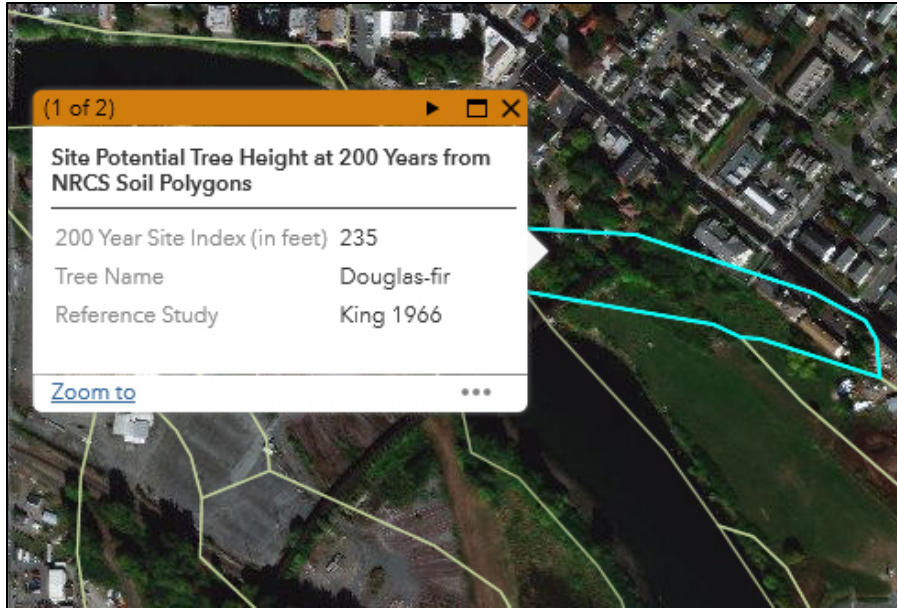 (1 of 2)
Site Potential Tree Height at 200 Years from
NRCS Soil Polygons
200 Year Site Index (in feet) 235
Tree Name Douglas-fir
Reference Study King 1966
Zoom to